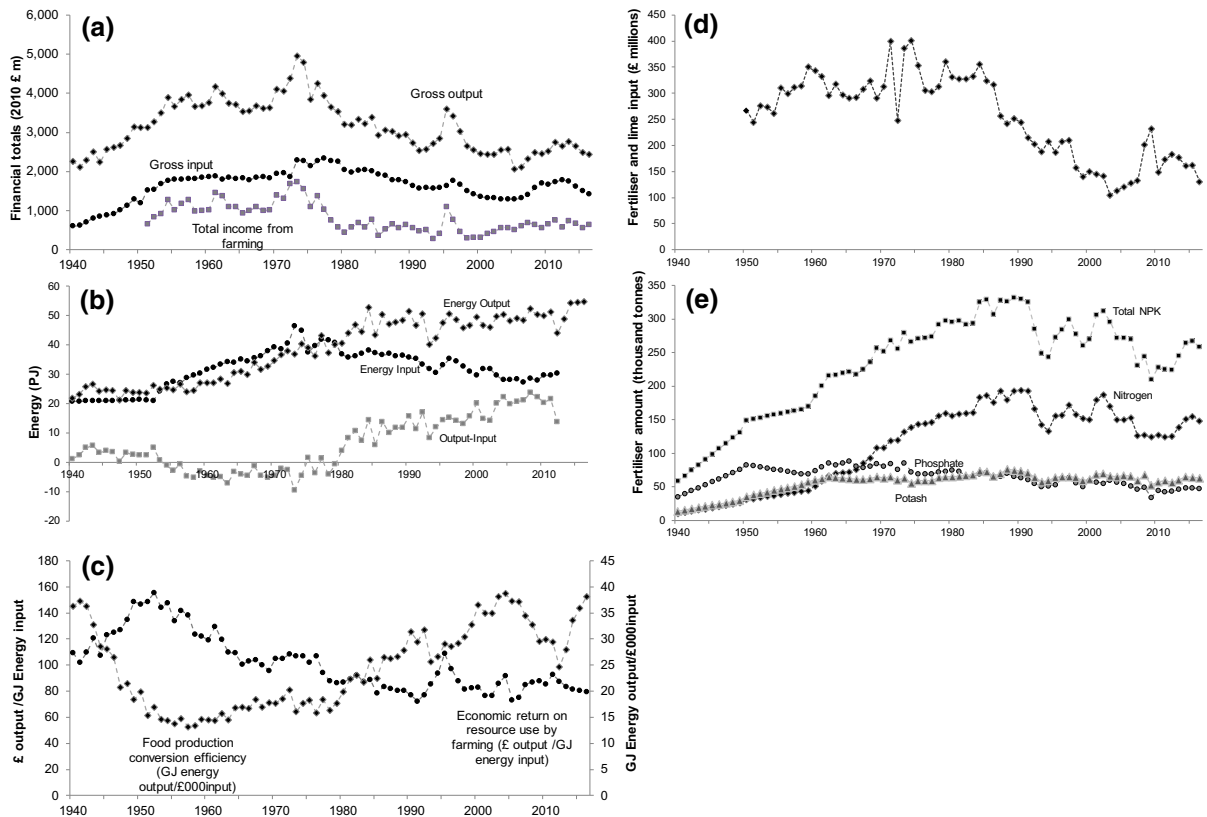 (a)
Financial totals (2010 £ m)
6,000
5,000
4,000
3,000
2,000
1,000
0
Gross output
Gross input
Total income from
farming
1940 1950 1960 1970 1980 1990 2000 2010
(b)
Energy (PJ)
60
50
40
30
20
10
0
-10
-20
Energy Output
Energy Input
Output-Input
1940 1950 1960 1970 1980 1990 2000 2010
(c)
£ output /GJ Energy input
180
160
140
120
100
80
60
40
20
0
Food production
conversion efficiency
(GJ energy
output/£000input)
Economic return on
resource use by
farming (£ output /GJ
energy input)
45
40
35
30
25
20
15
10
5
0
GJ Energy output/£000input
1940 1950 1960 1970 1980 1990 2000 2010
(d)
Fertiliser and lime input (£ millions)
450
400
350
300
250
200
150
100
50
0
1940 1950 1960 1970 1980 1990 2000 2010
(e)
Fertiliser amount (thousand tonnes)
350
300
250
200
150
100
50
0
Total NPK
Nitrogen
Phosphate
Potash
1940 1950 1960 1970 1980 1990 2000 2010